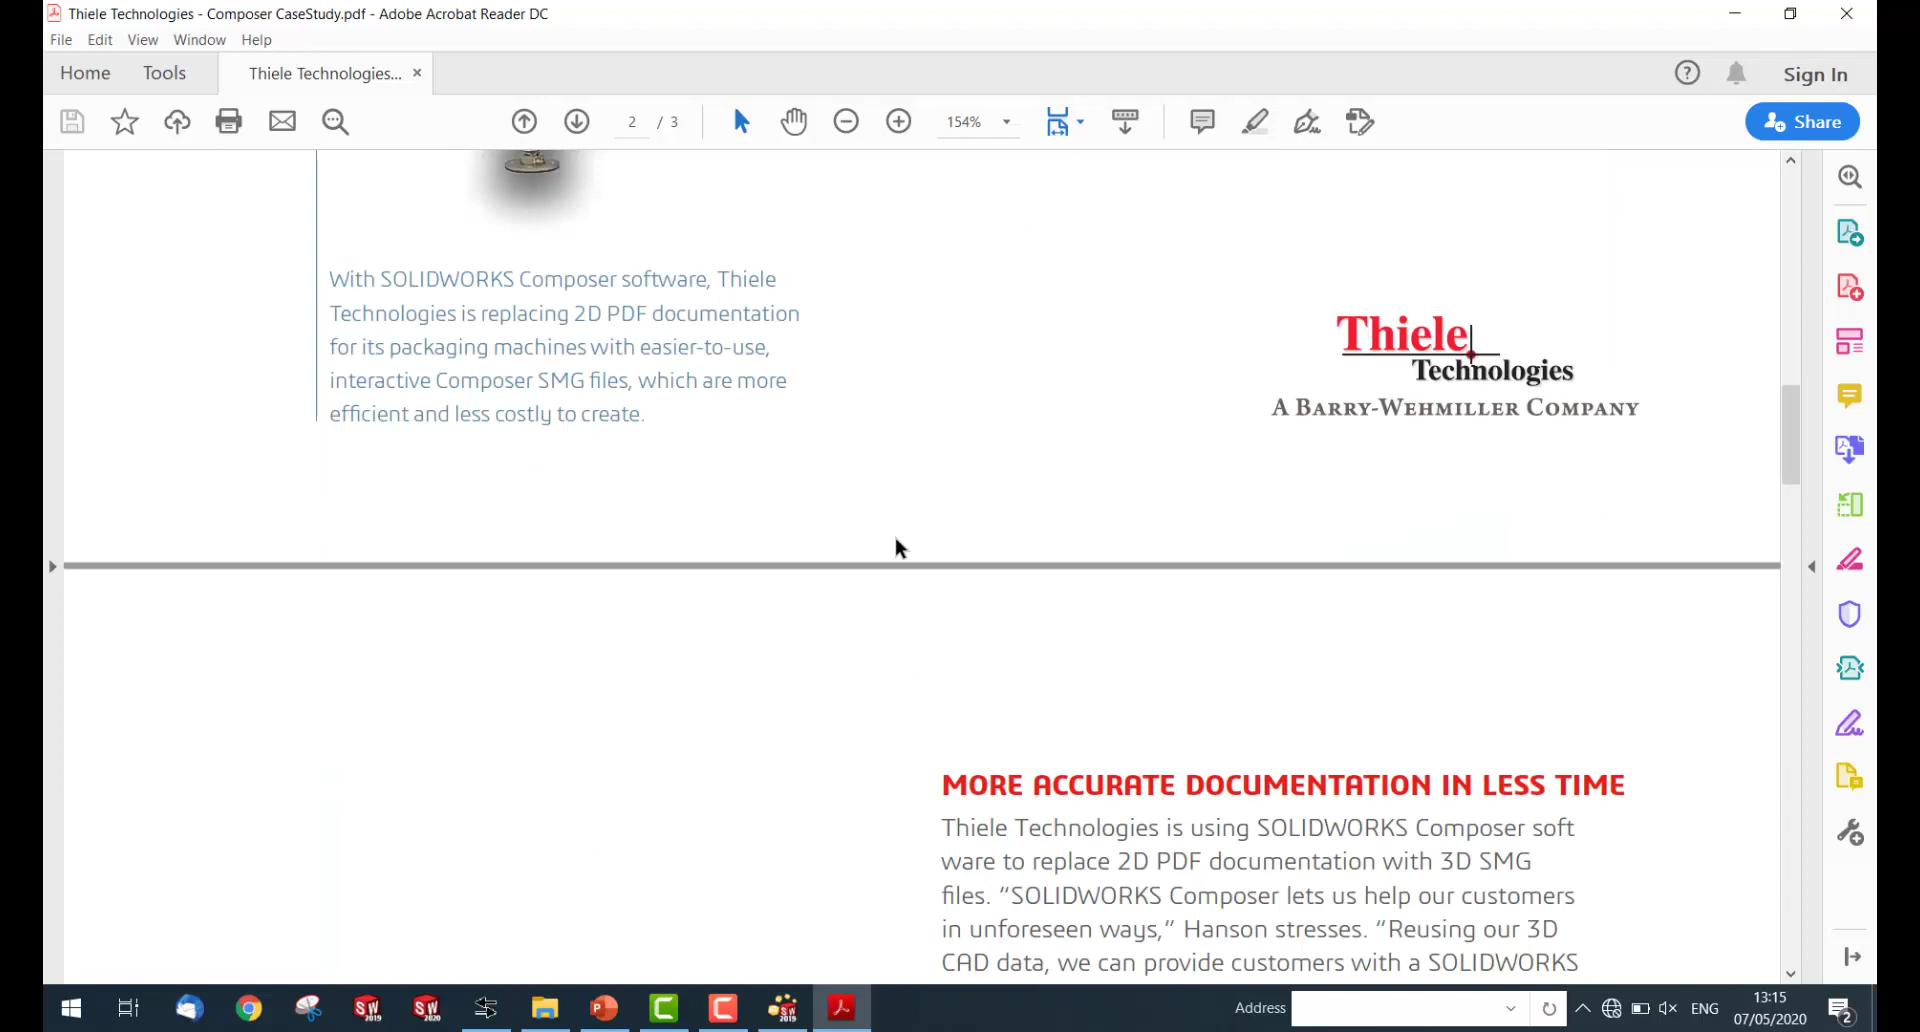 Thiele Technologies - Composer CaseStudy.pdf - Adobe Acrobat Reader DC
File Edit View Window Help
Home Tools Thiele Technologies... × Sign In
2 / 3 154% Share
With SOLIDWORKS Composer software, Thiele
Technologies is replacing 2D PDF documentation
for its packaging machines with easier-to-use,
interactive Composer SMG files, which are more
efficient and less costly to create.
Thiele
Technologies
A BARRY-WEHMILLER COMPANY
MORE ACCURATE DOCUMENTATION IN LESS TIME
Thiele Technologies is using SOLIDWORKS Composer soft
ware to replace 2D PDF documentation with 3D SMG
files. “SOLIDWORKS Composer lets us help our customers
in unforeseen ways,” Hanson stresses. “Reusing our 3D
CAD data, we can provide customers with a SOLIDWORKS
SW 2019 SW 2020 2019 Address ENG 13:15
07/05/2020 2